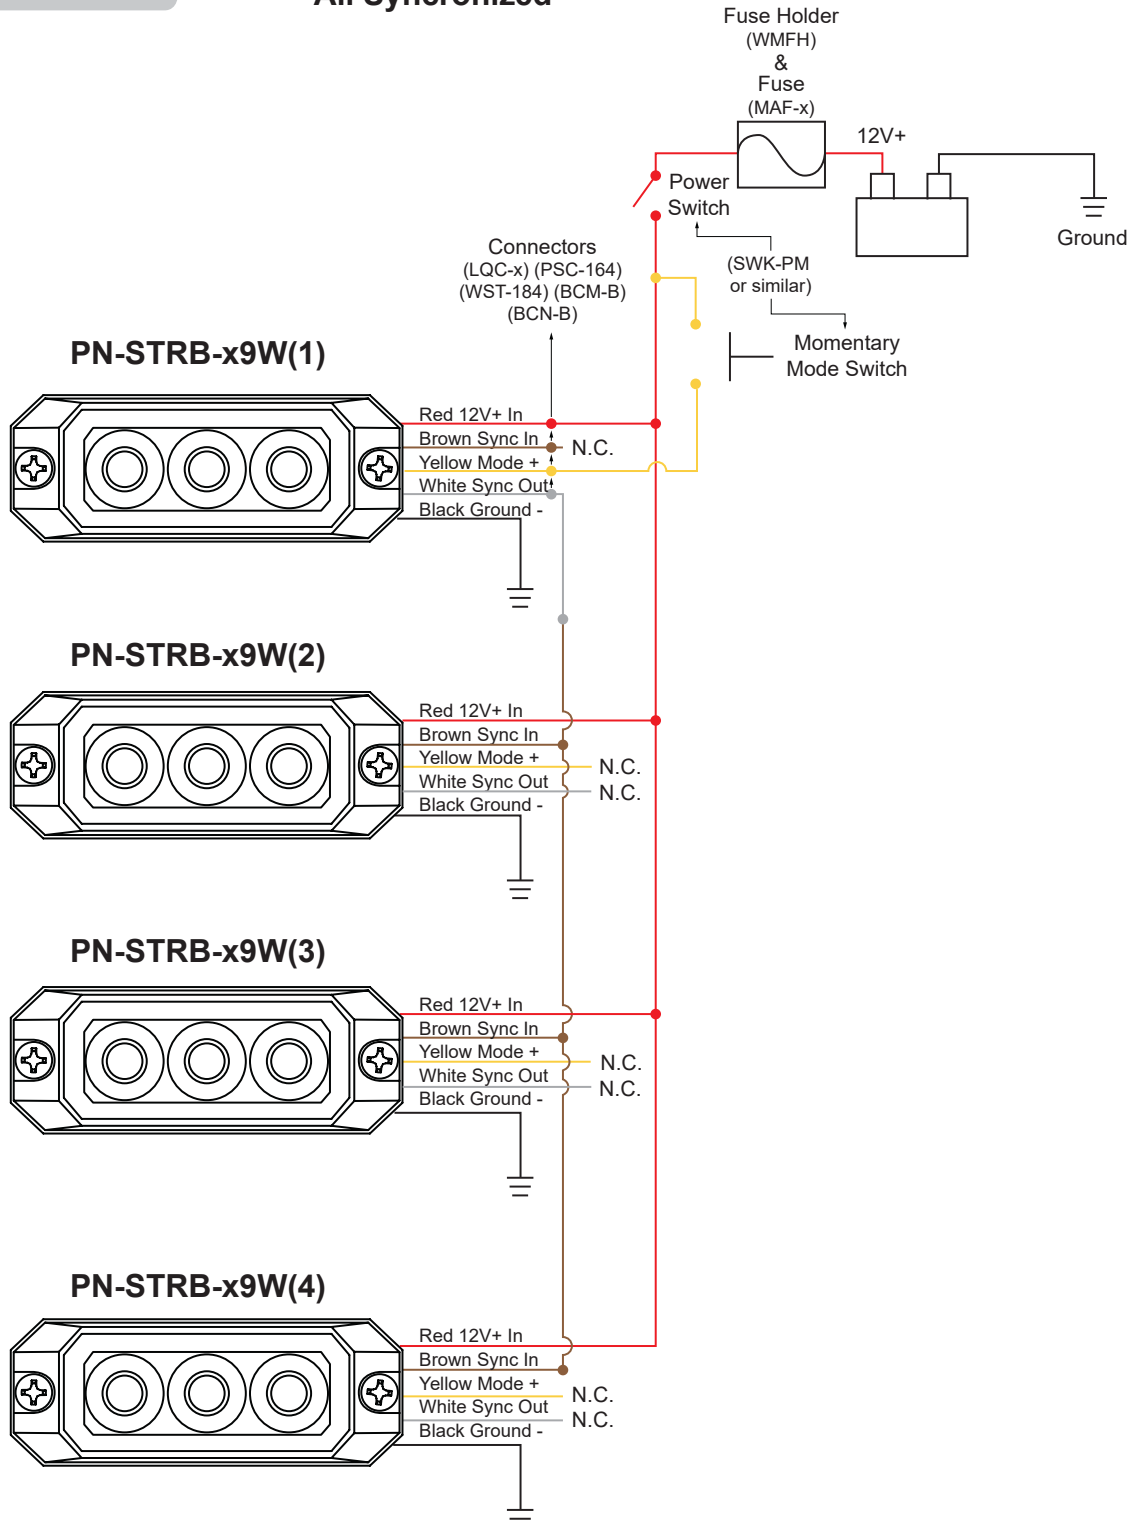 All Syncronized
Fuse Holder
(WMFH)
&
Fuse
(MAF-x)
12V+
Power
Switch
Ground
Connectors
(LQC-x) (PSC-164)
(WST-184) (BCM-B)
(BCN-B)
(SWK-PM
or similar)
Momentary
Mode Switch
PN-STRB-x9W(1)
Red 12V+ In
Brown Sync In
N.C.
Yellow Mode +
White Sync Out
Black Ground -
PN-STRB-x9W(2)
Red 12V+ In
Brown Sync In
Yellow Mode +
N.C.
White Sync Out
N.C.
Black Ground -
PN-STRB-x9W(3)
Red 12V+ In
Brown Sync In
Yellow Mode +
N.C.
White Sync Out
N.C.
Black Ground -
PN-STRB-x9W(4)
Red 12V+ In
Brown Sync In
Yellow Mode +
N.C.
White Sync Out
N.C.
Black Ground -